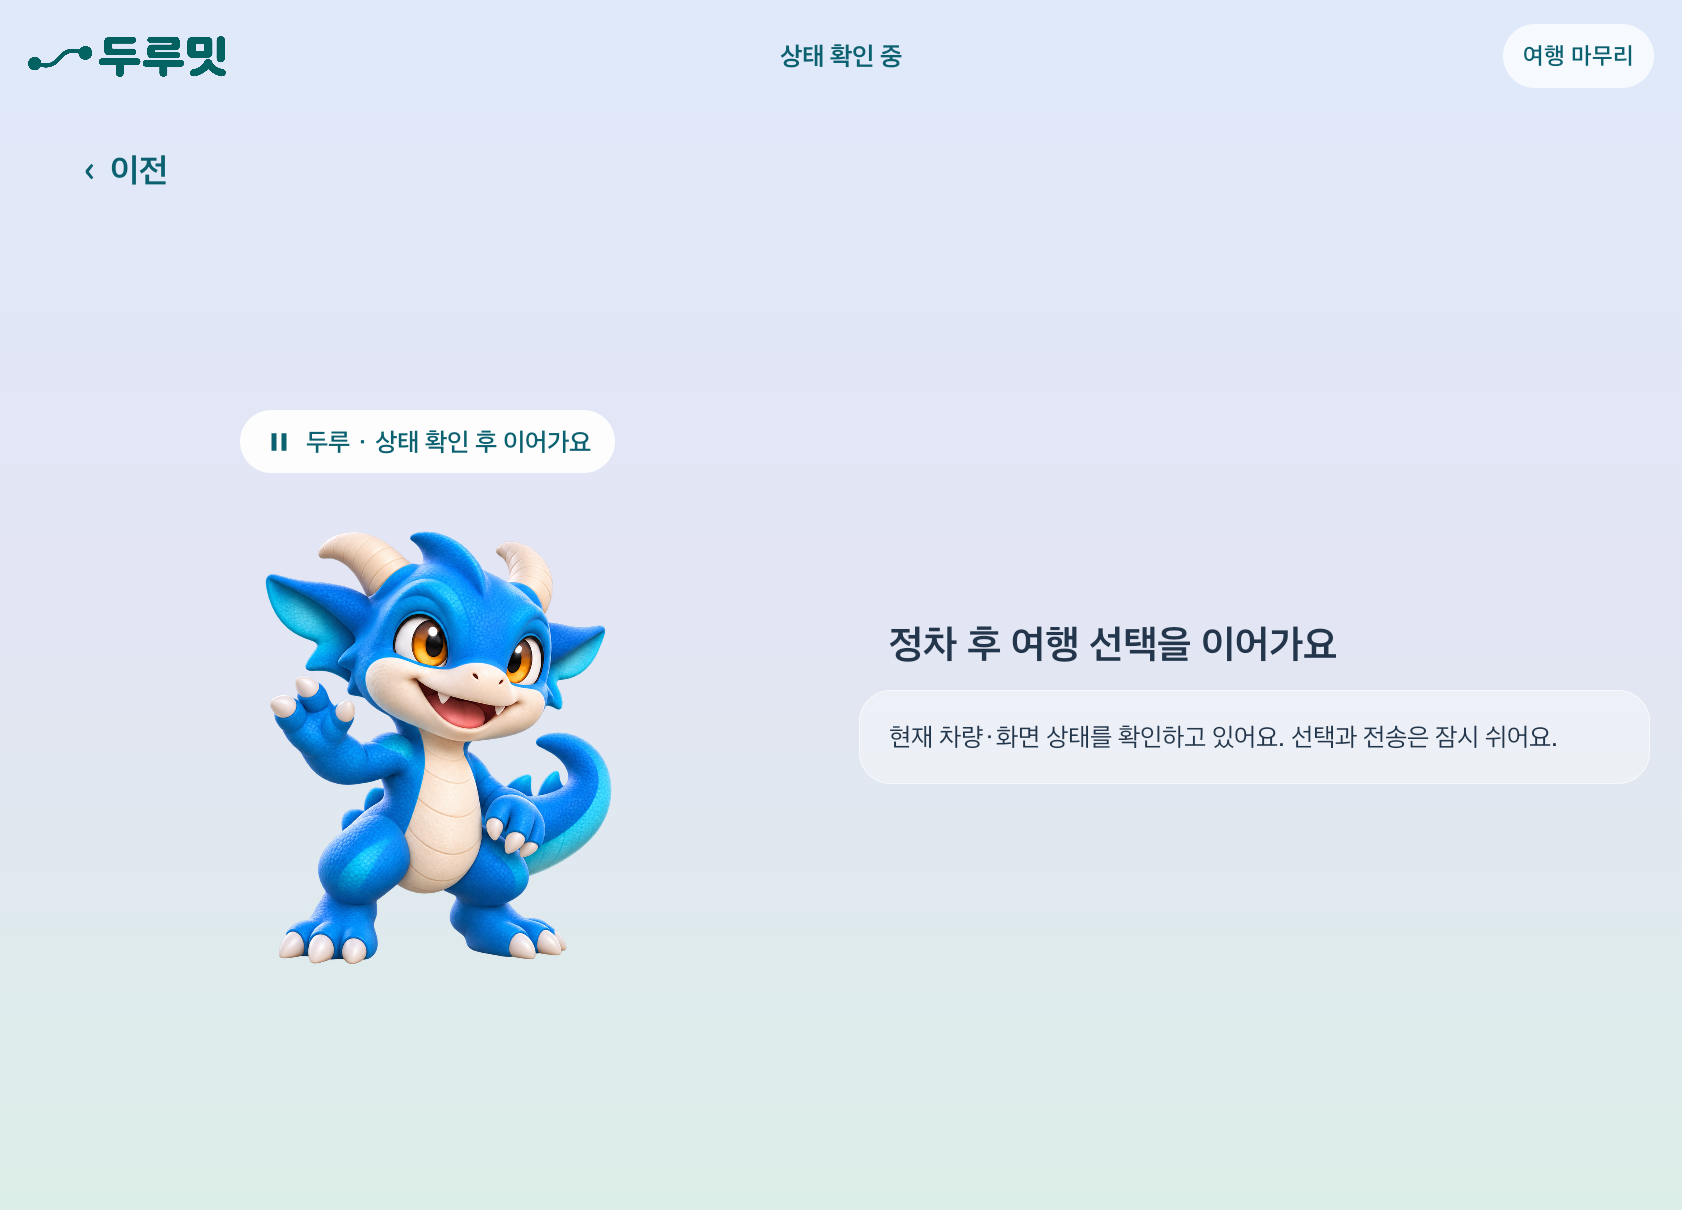 두루밋
상태 확인 중
여행 마무리
‹ 이전
두루 · 상태 확인 후 이어가요
정차 후 여행 선택을 이어가요
현재 차량·화면 상태를 확인하고 있어요. 선택과 전송은 잠시 쉬어요.